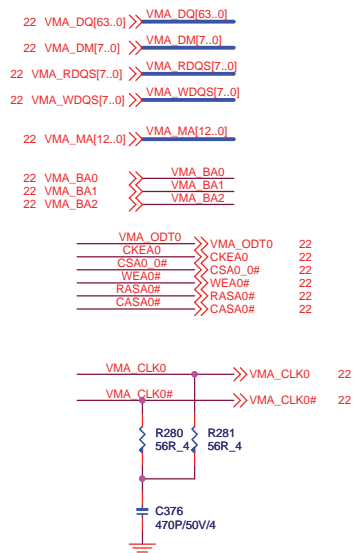 22 VMA_DQ[63..0] VMA_DQ[63..0]
22 VMA_DM[7..0] VMA_DM[7..0]
22 VMA_RDQS[7..0] VMA_RDQS[7..0]
22 VMA_WDQS[7..0] VMA_WDQS[7..0]
22 VMA_MA[12..0] VMA_MA[12..0]
22 VMA_BA0 VMA_BA0
22 VMA_BA1 VMA_BA1
22 VMA_BA2 VMA_BA2
VMA_ODT0 VMA_ODT0 22
CKEA0 CKEA0 22
CSA0_0# CSA0_0# 22
WEA0# WEA0# 22
RASA0# RASA0# 22
CASA0# CASA0# 22
VMA_CLK0 VMA_CLK0 22
VMA_CLK0# VMA_CLK0# 22
R280 R281
56R_4 56R_4
C376
470P/50V/4